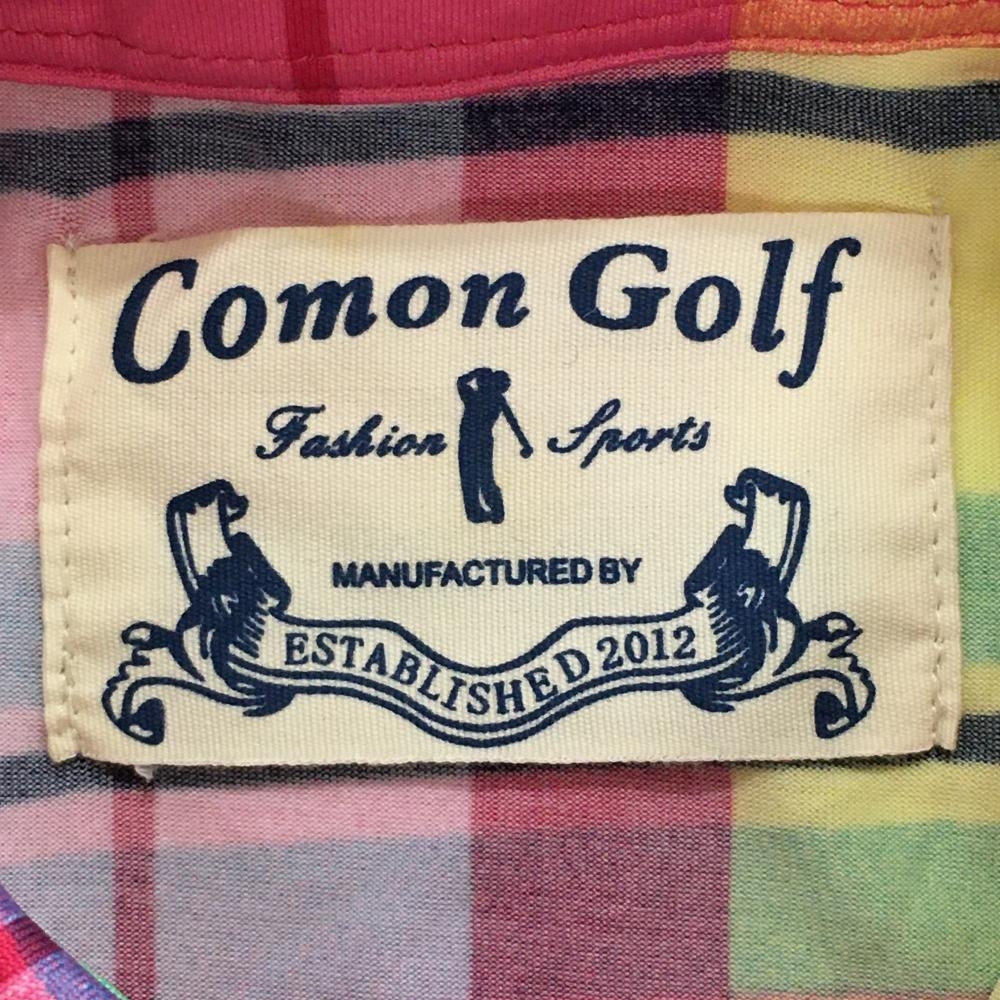 Comon Golf
Fashion Sports
MANUFACTURED BY
ESTABLISHED 2012